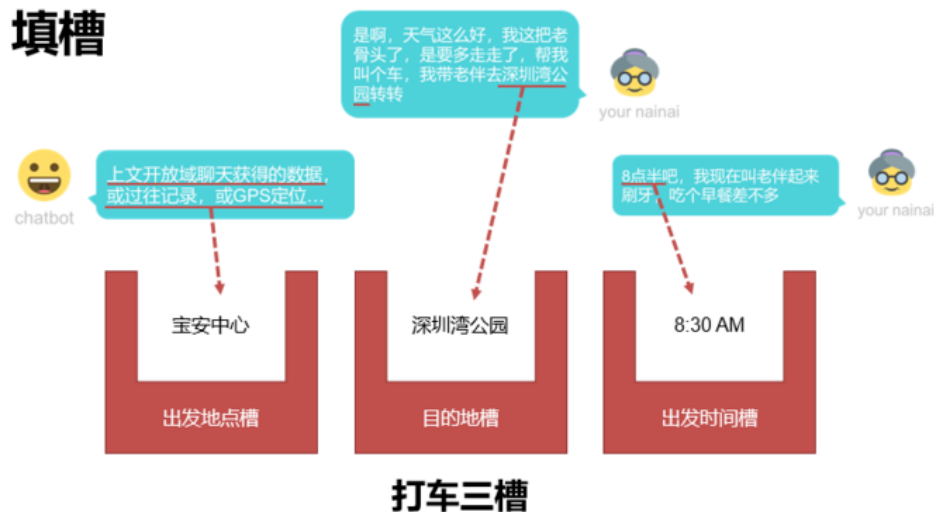 填槽
是啊，天气这么好，我这把老
骨头了，是要多走走了，帮我
叫个车，我带老伴去深圳湾公
园转转
your nainai
上文开放域聊天获得的数据，
或过往记录，或GPS定位...
chatbot
8点半吧，我现在叫老伴起来
刷牙，吃个早餐差不多
your nainai
宝安中心
深圳湾公园
8:30 AM
出发地点槽
目的地槽
出发时间槽
打车三槽